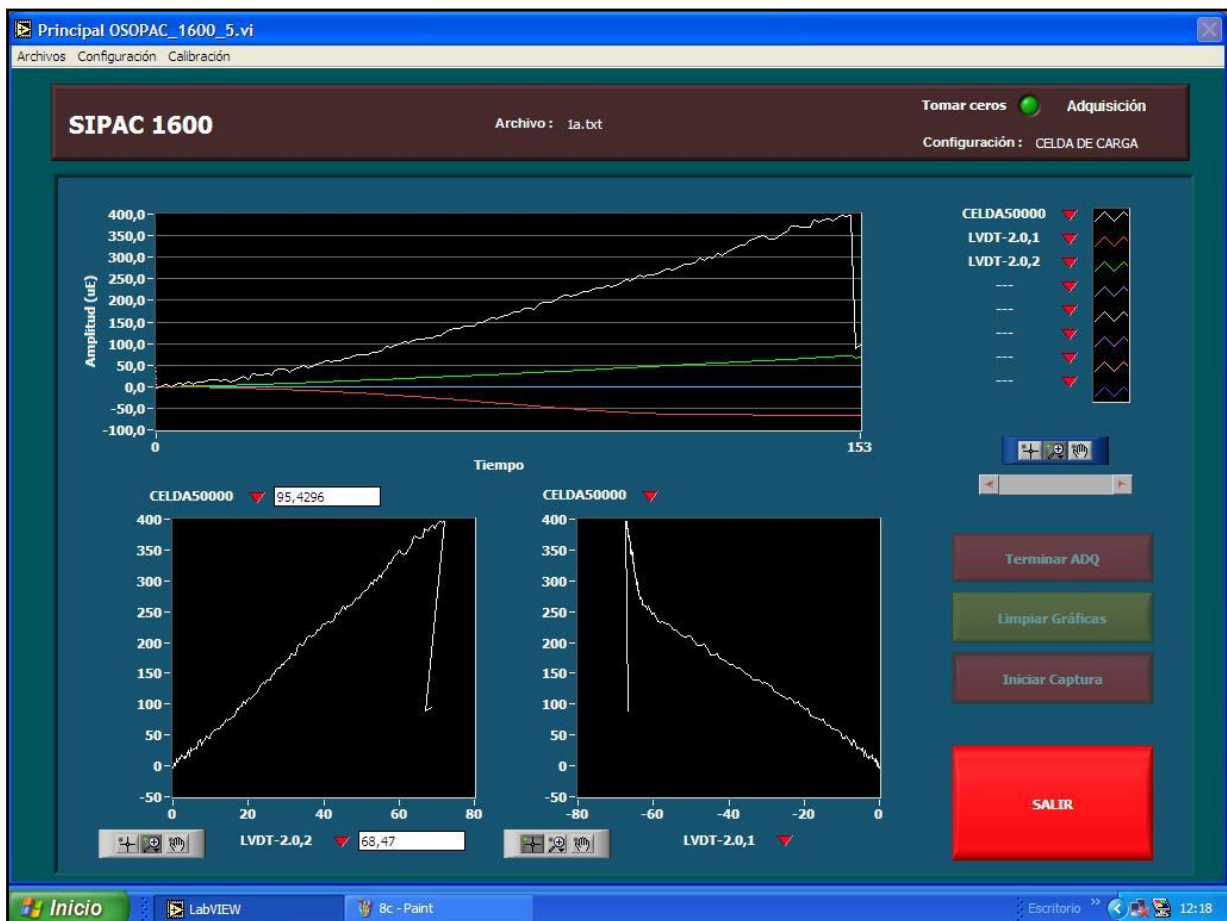 Principal OSOPAC_1600_5.vi
Archivos Configuración Calibración
SIPAC 1600
Archivo : 1a.txt
Tomar ceros Adquisición
Configuración : CELDA DE CARGA
400,0
350,0
300,0
250,0
200,0
150,0
100,0
50,0
0,0
-50,0
-100,0
Amplitud (uE)
0 153
Tiempo
CELDA50000
LVDT-2.0,1
LVDT-2.0,2
---
---
---
---
---
CELDA50000 95,4296
400
350
300
250
200
150
100
50
0
-50
0 20 40 60 80
LVDT-2.0,2 68,47
CELDA50000
400
350
300
250
200
150
100
50
0
-50
-80 -60 -40 -20 0
LVDT-2.0,1
Terminar ADQ
Limpiar Gráficas
Iniciar Captura
SALIR
Inicio LabVIEW 8c - Paint Escritorio » 12:18